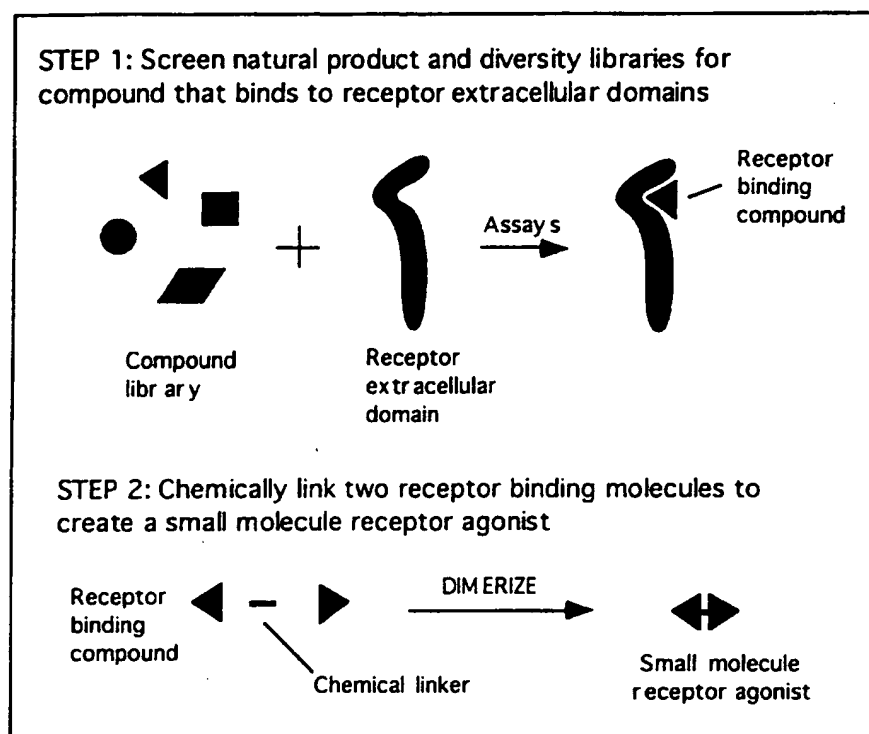 STEP 1: Screen natural product and diversity libraries for
compound that binds to receptor extracellular domains
Receptor
binding
compound
Assays
Compound
library
Receptor
extracellular
domain
STEP 2: Chemically link two receptor binding molecules to
create a small molecule receptor agonist
Receptor
binding
compound
DIMERIZE
Chemical linker
Small molecule
receptor agonist